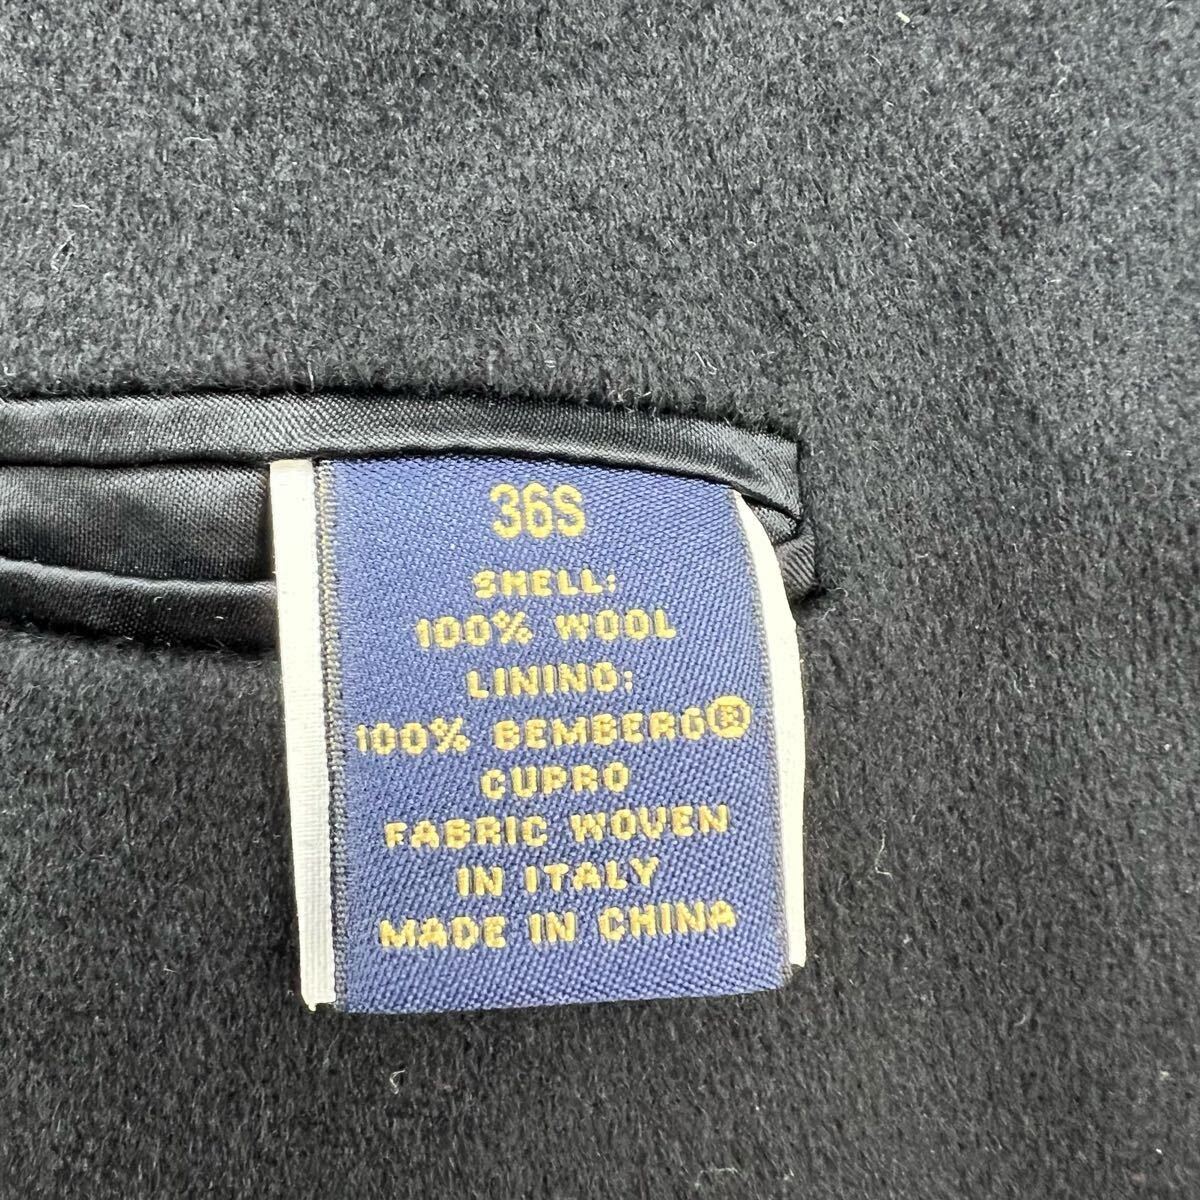 36S
SHELL:
100% WOOL
LINING:
100% BEMBERG®
CUPRO
FABRIC WOVEN
IN ITALY
MADE IN CHINA